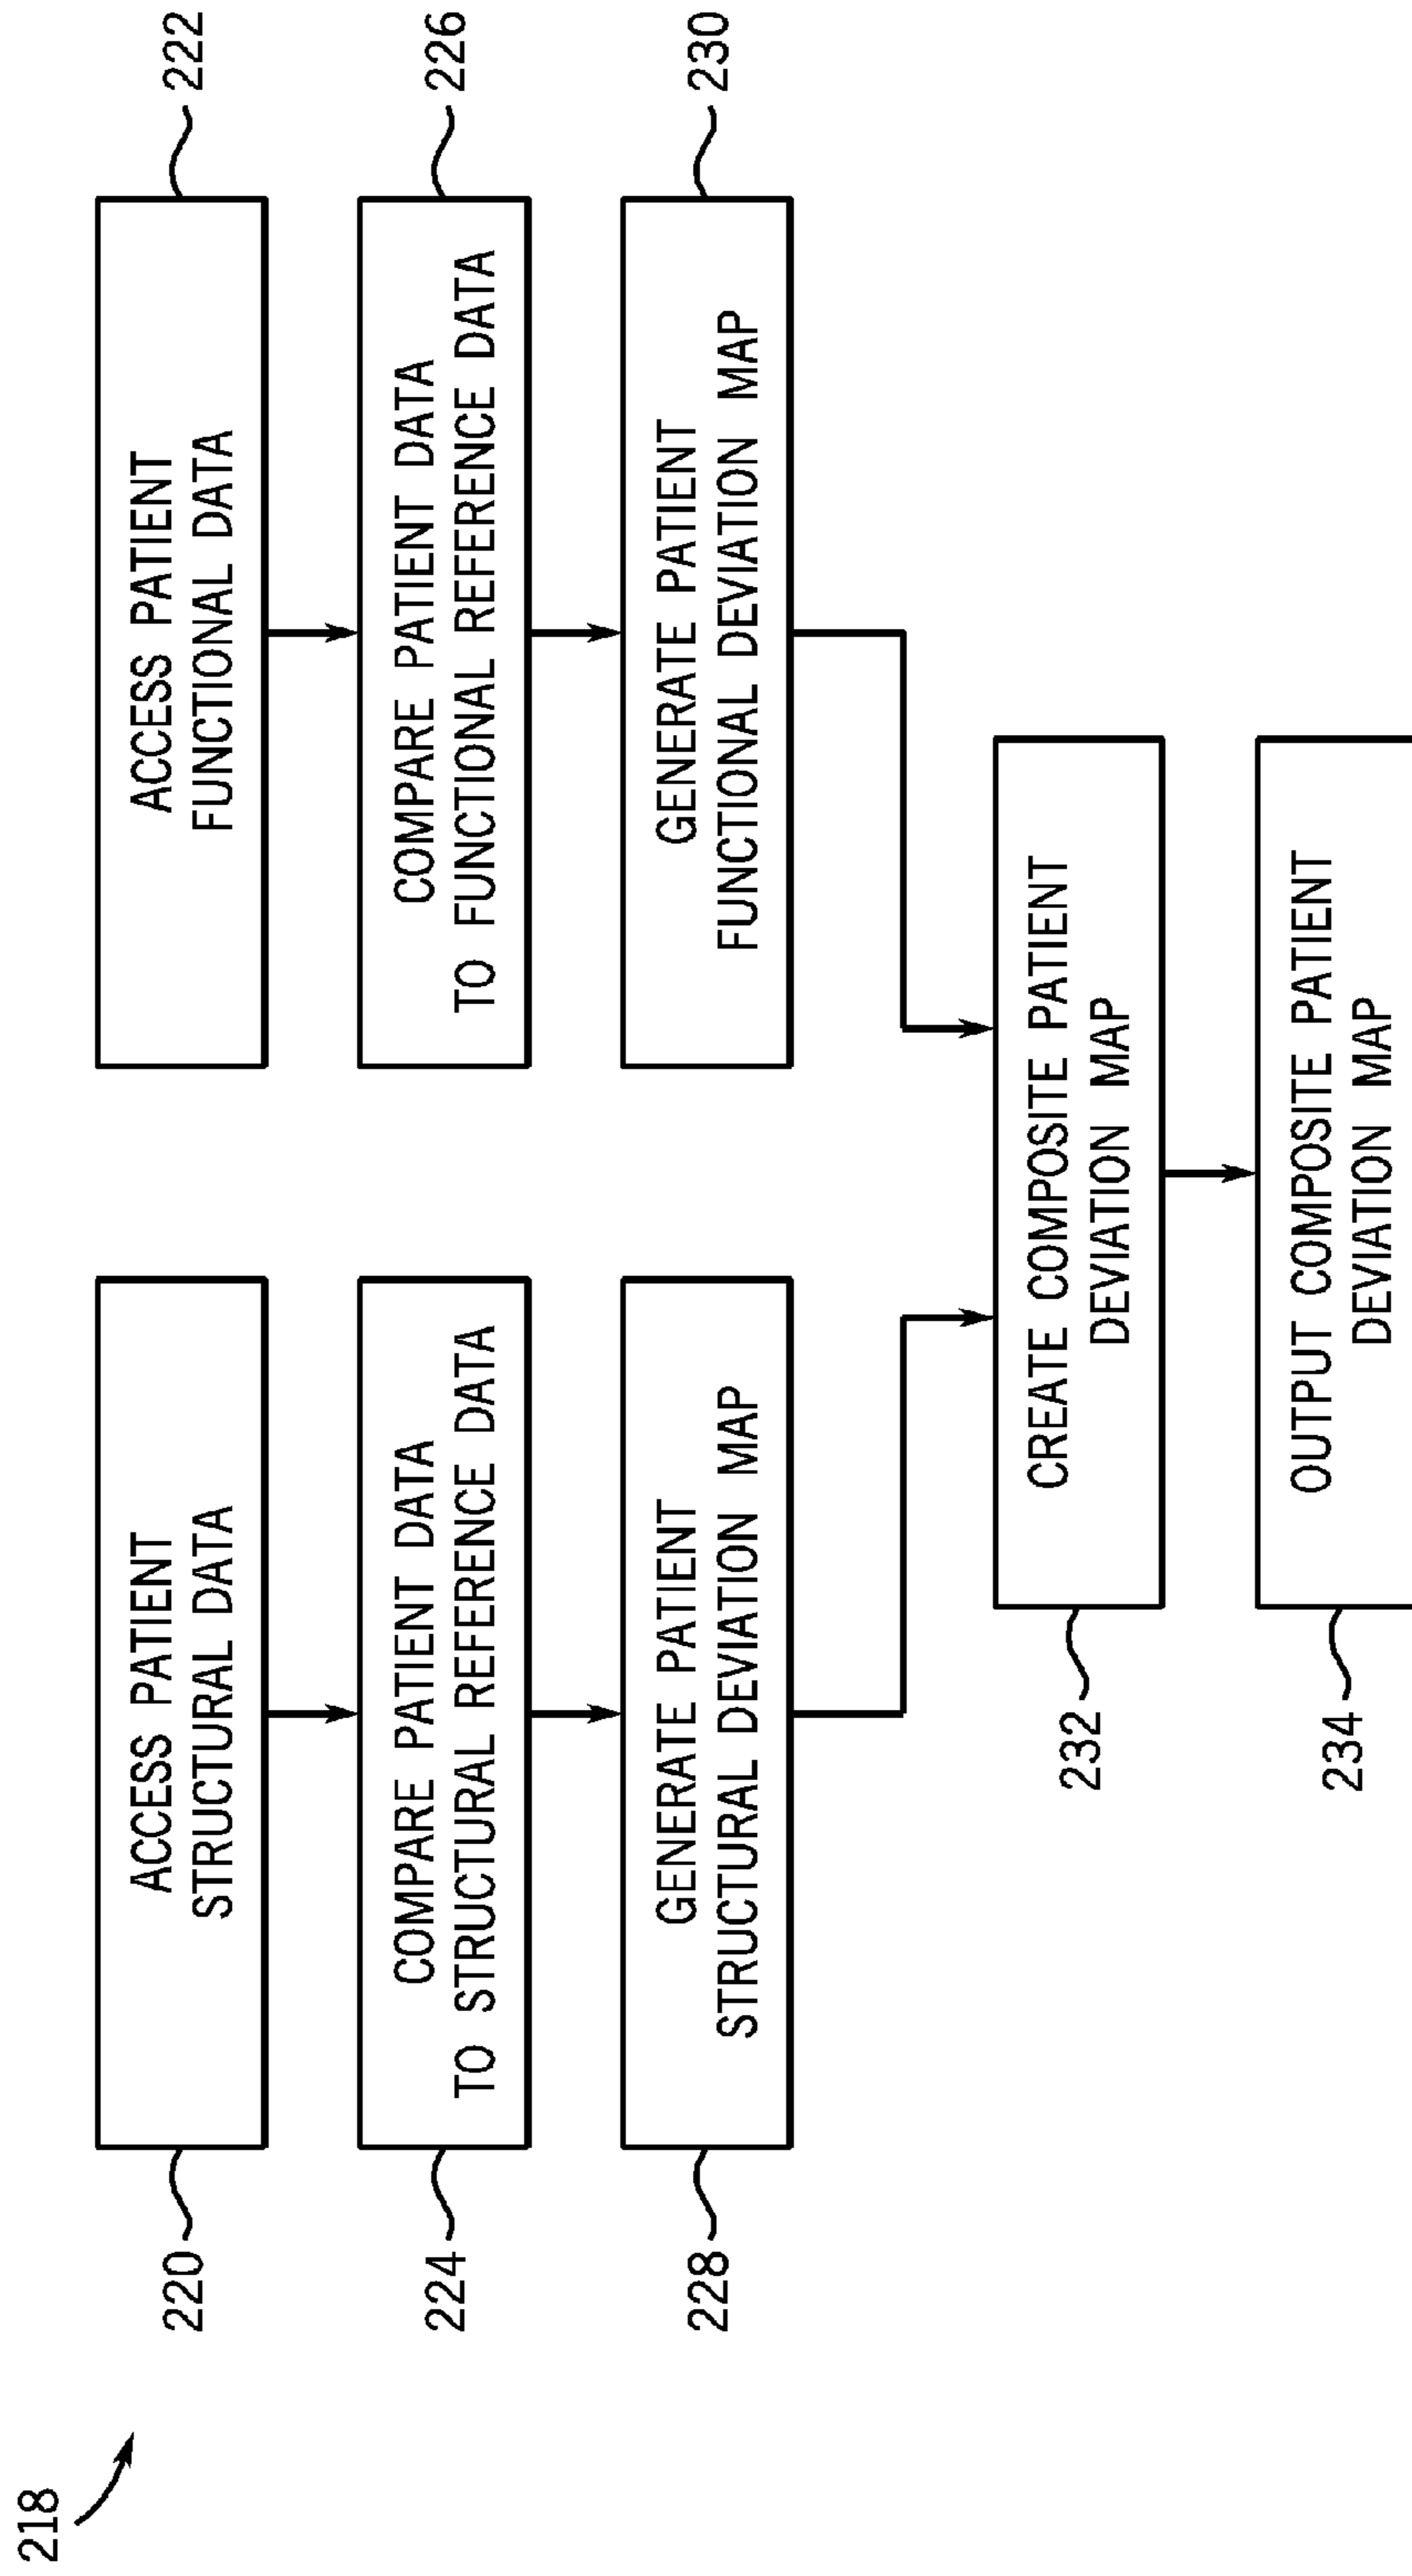 218
220
ACCESS PATIENT
STRUCTURAL DATA
ACCESS PATIENT
FUNCTIONAL DATA
222
224
COMPARE PATIENT DATA
TO STRUCTURAL REFERENCE DATA
COMPARE PATIENT DATA
TO FUNCTIONAL REFERENCE DATA
226
228
GENERATE PATIENT
STRUCTURAL DEVIATION MAP
GENERATE PATIENT
FUNCTIONAL DEVIATION MAP
230
232
CREATE COMPOSITE PATIENT
DEVIATION MAP
234
OUTPUT COMPOSITE PATIENT
DEVIATION MAP